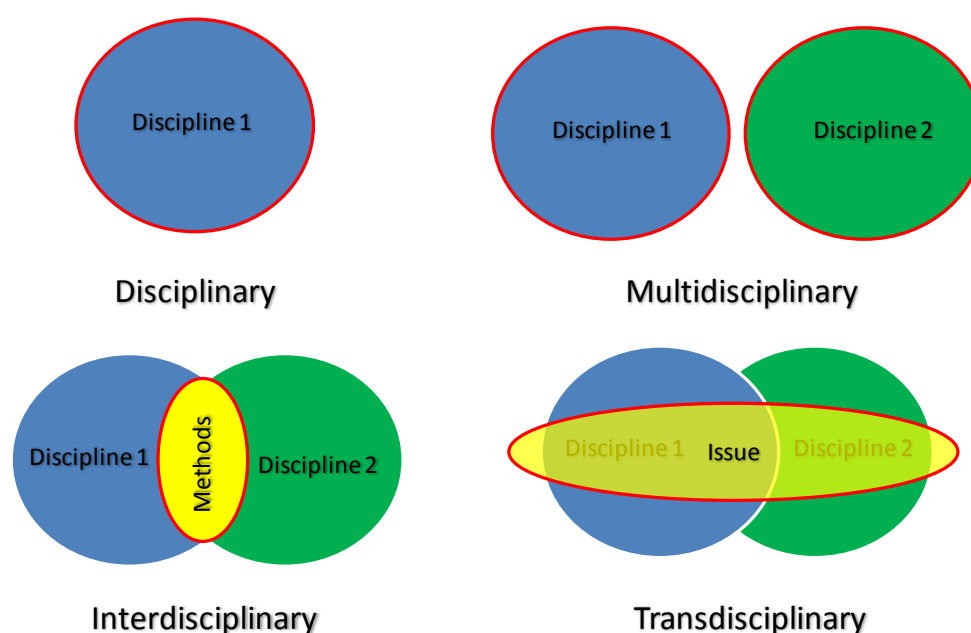 Discipline 1
Discipline 1
Discipline 2
Disciplinary
Multidisciplinary
Discipline 1
Methods
Discipline 2
Discipline 1
Issue
Discipline 2
Interdisciplinary
Transdisciplinary